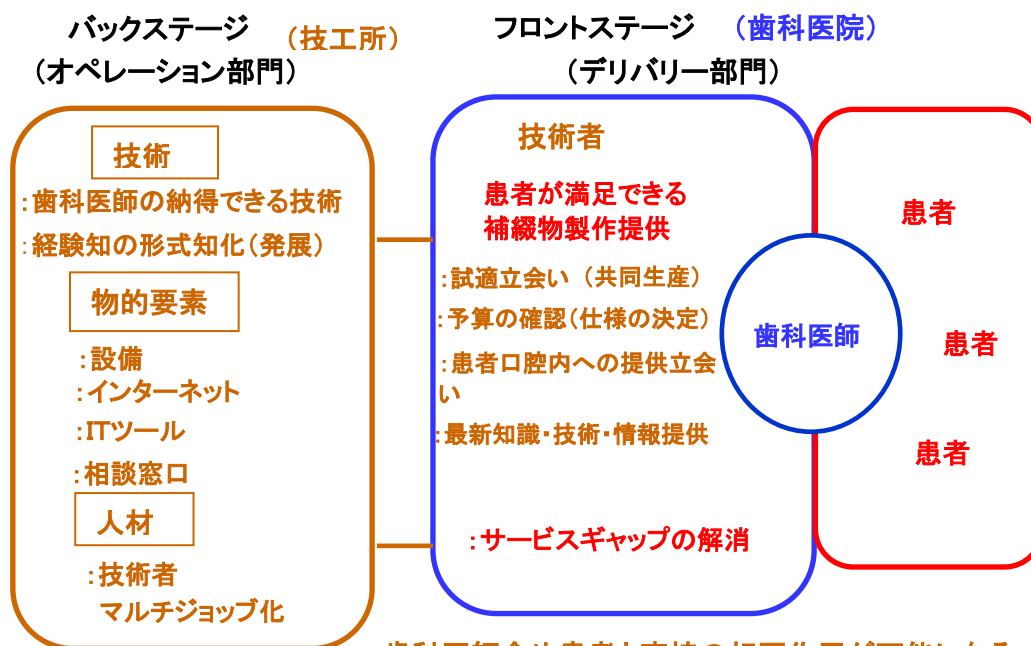 バックステージ
（技工所）
（オペレーション部門）
フロントステージ
（歯科医院）
（デリバリー部門）
技術
：歯科医師の納得できる技術
：経験知の形式知化（発展）
物的要素
：設備
：インターネット
：ITツール
：相談窓口
人材
：技術者
マルチジョッブ化
技術者
患者が満足できる
補綴物製作提供
：試適立会い（共同生産）
：予算の確認（仕様の決定）
：患者口腔内への提供立会
い
：最新知識・技術・情報提供
：サービスギャップの解消
歯科医師
患者
患者
患者